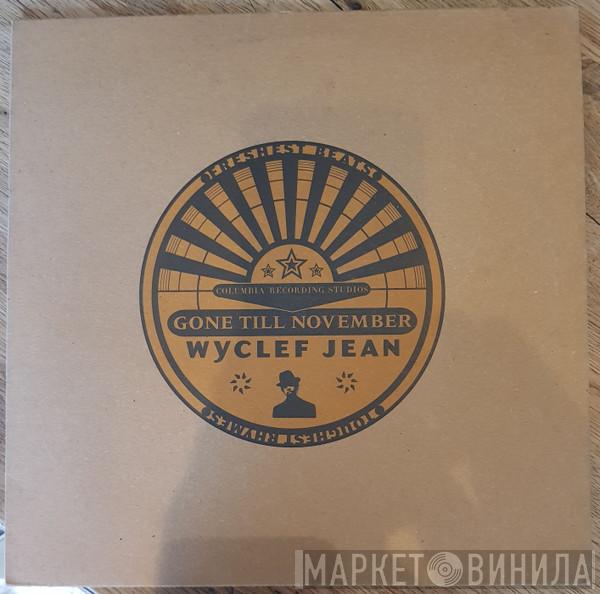 FRESHEST BEATS
COLUMBIA RECORDING STUDIOS
GONE TILL NOVEMBER
WyCLEF JEAN
TOUGHEST RHYMES
МАРКЕТ ВИНИЛА